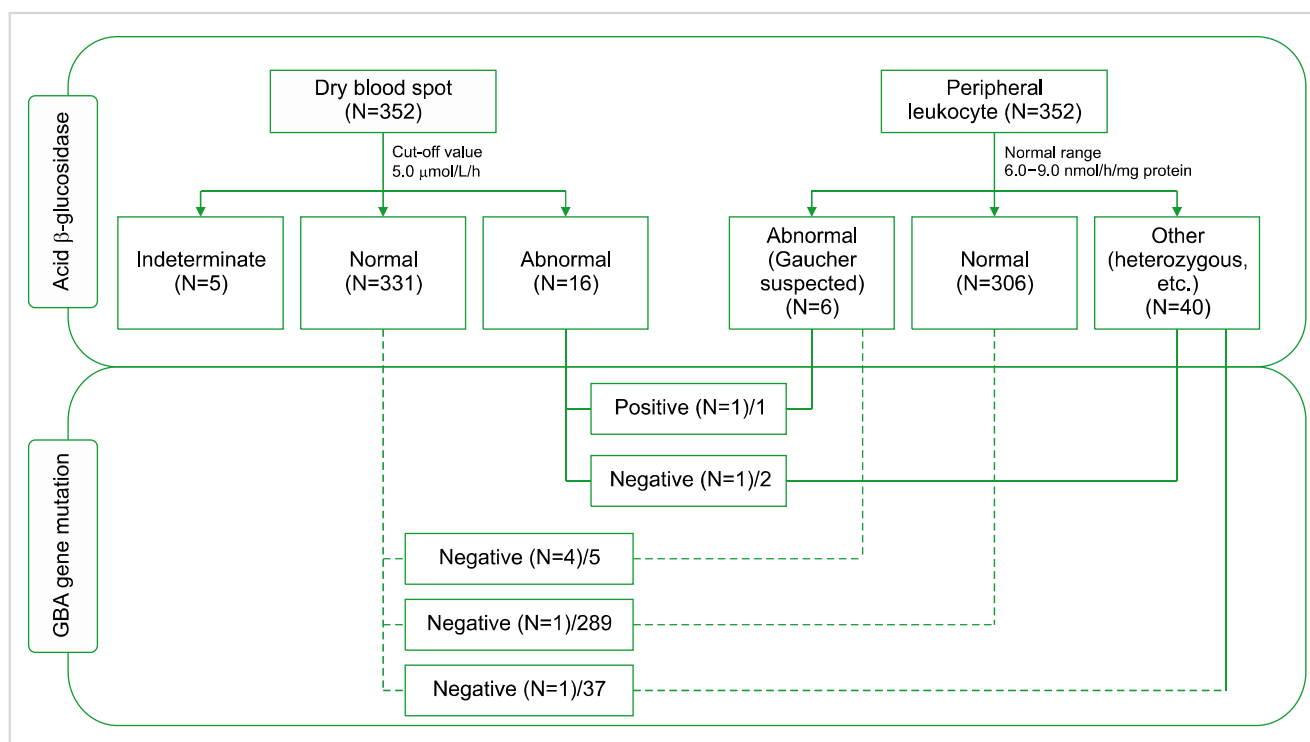 Acid β-glucosidase
Dry blood spot
(N=352)
Cut-off value
5.0 μmol/L/h
Indeterminate
(N=5)
Normal
(N=331)
Abnormal
(N=16)
Peripheral
leukocyte (N=352)
Normal range
6.0–9.0 nmol/h/mg protein
Abnormal
(Gaucher
suspected)
(N=6)
Normal
(N=306)
Other
(heterozygous,
etc.)
(N=40)
GBA gene mutation
Positive (N=1)/1
Negative (N=1)/2
Negative (N=4)/5
Negative (N=1)/289
Negative (N=1)/37